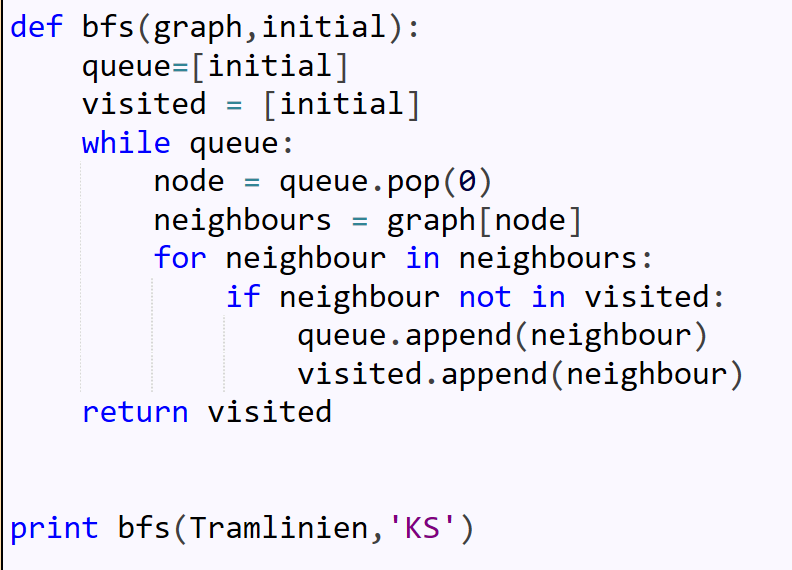 def bfs(graph,initial):
    queue=[initial]
    visited = [initial]
    while queue:
        node = queue.pop(0)
        neighbours = graph[node]
        for neighbour in neighbours:
            if neighbour not in visited:
                queue.append(neighbour)
                visited.append(neighbour)
    return visited
print bfs(Tramlinien,'KS')